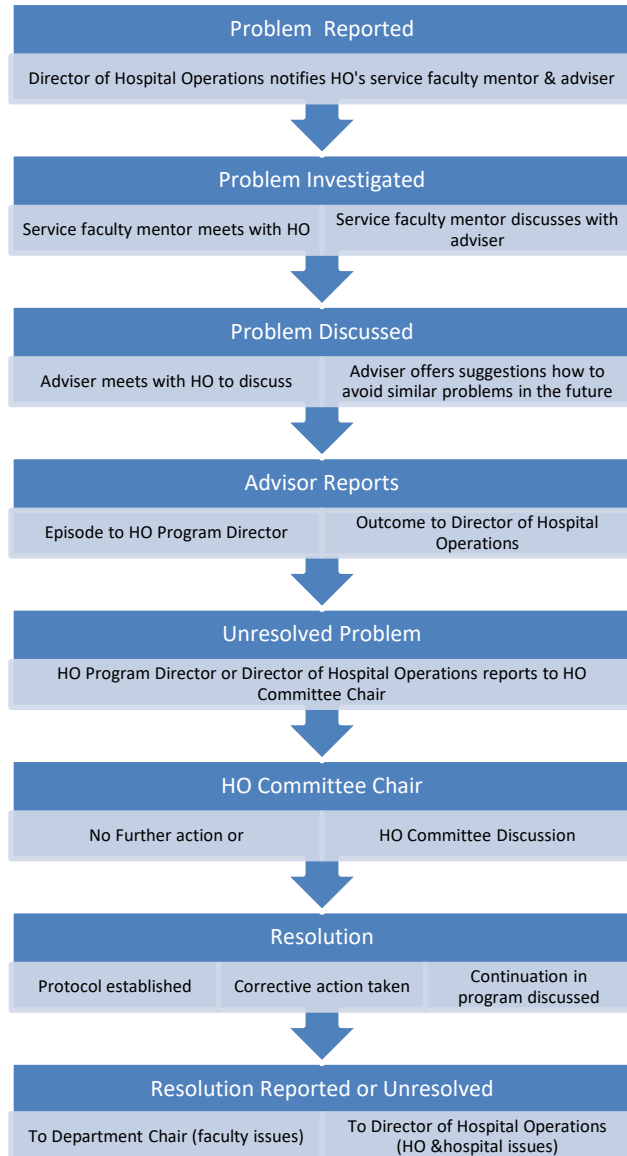 Problem  Reported
Director of Hospital Operations notifies HO's service faculty mentor & adviser
Problem Investigated
Service faculty mentor meets with HO
Service faculty mentor discusses with
adviser
Problem Discussed
Adviser meets with HO to discuss
Adviser offers suggestions how to
avoid similar problems in the future
Advisor Reports
Episode to HO Program Director
Outcome to Director of Hospital
Operations
Unresolved Problem
HO Program Director or Director of Hospital Operations reports to HO
Committee Chair
HO Committee Chair
No Further action or
HO Committee Discussion
Resolution
Protocol established
Corrective action taken
Continuation in
program discussed
Resolution Reported or Unresolved
To Department Chair (faculty issues)
To Director of Hospital Operations
(HO &hospital issues)